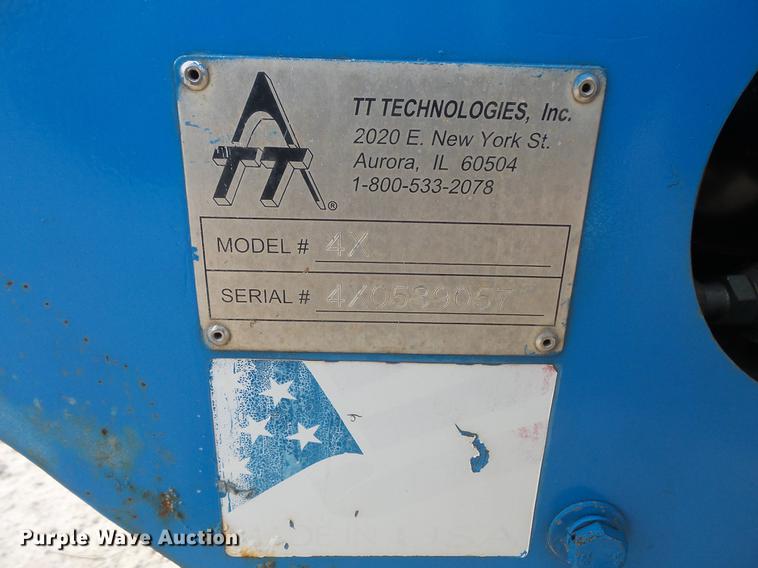 TT TECHNOLOGIES, Inc.
2020 E. New York St.
Aurora, IL 60504
1-800-533-2078
TT ®
MODEL # 4X
SERIAL # 4X0589057
Purple Wave Auction